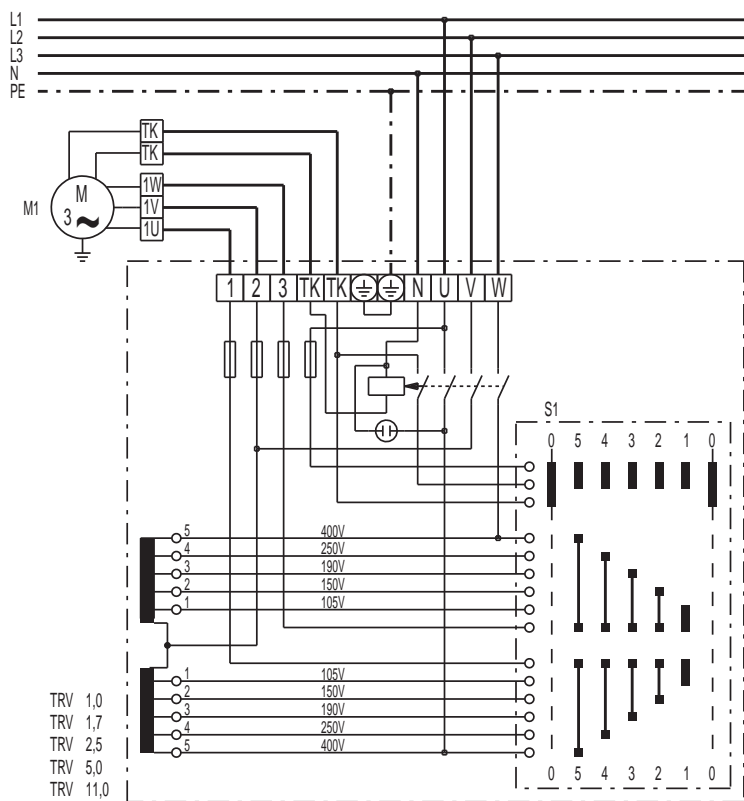 L1
L2
L3
N
PE
TK
TK
M
3
M1
1W
1V
1U
1 2 3 TK TK N U V W
S1
0 5 4 3 2 1 0
5 400V
4 250V
3 190V
2 150V
1 105V
1 105V
2 150V
3 190V
4 250V
5 400V
TRV 1,0
TRV 1,7
TRV 2,5
TRV 5,0
TRV 11,0
0 5 4 3 2 1 0